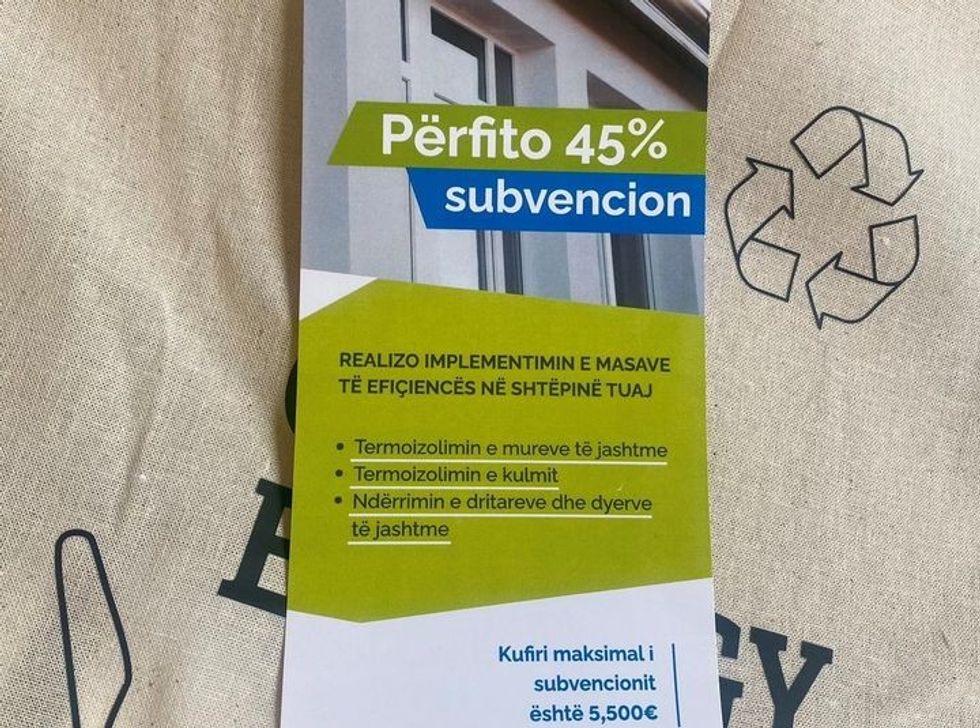 Përfito 45%
subvencion
REALIZO IMPLEMENTIMIN E MASAVE
TË EFIÇIENCËS NË SHTËPINË TUAJ
• Termoizolimin e mureve të jashtme
• Termoizolimin e kulmit
• Ndërrimin e dritareve dhe dyerve
të jashtme
Kufiri maksimal i
subvencionit
është 5,500€